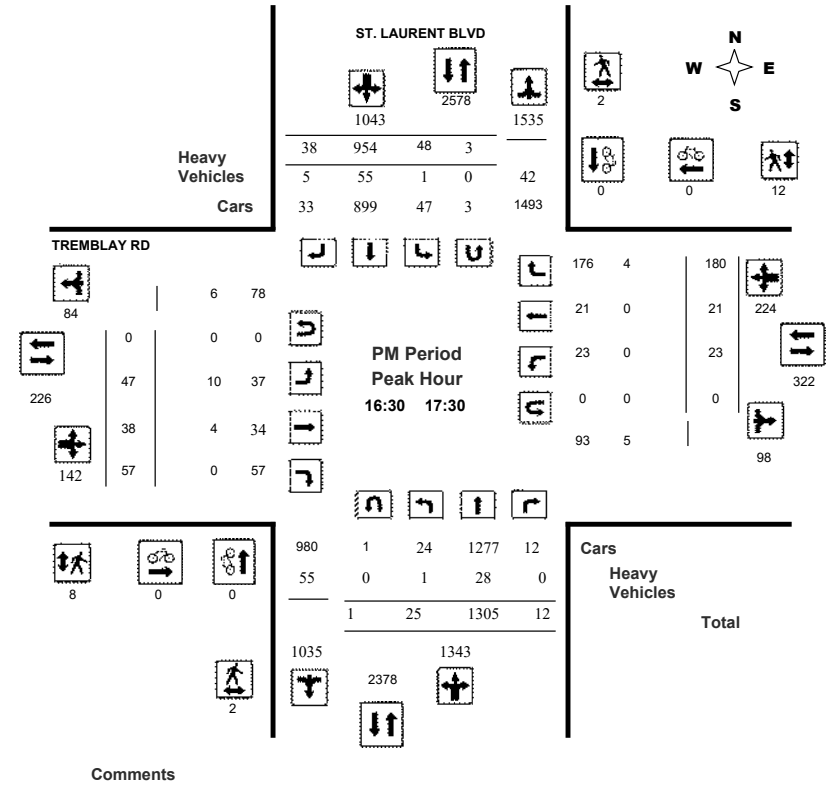 ST. LAURENT BLVD
N
W E
S
2578
2
1043
1535
38 954 48 3
Heavy
Vehicles
5 55 1 0 42
Cars
33 899 47 3 1493
0 0 12
TREMBLAY RD
84
6 78
176 4 180
224
0 0 0
21 0 21
226
47 10 37
23 0 23
322
PM Period
Peak Hour
16:30 17:30
38 4 34
0 0 0
142
57 0 57
93 5
98
980 1 24 1277 12
Cars
55 0 1 28 0
Heavy
Vehicles
8 0 0
1 25 1305 12
Total
1035
1343
2378
2
Comments